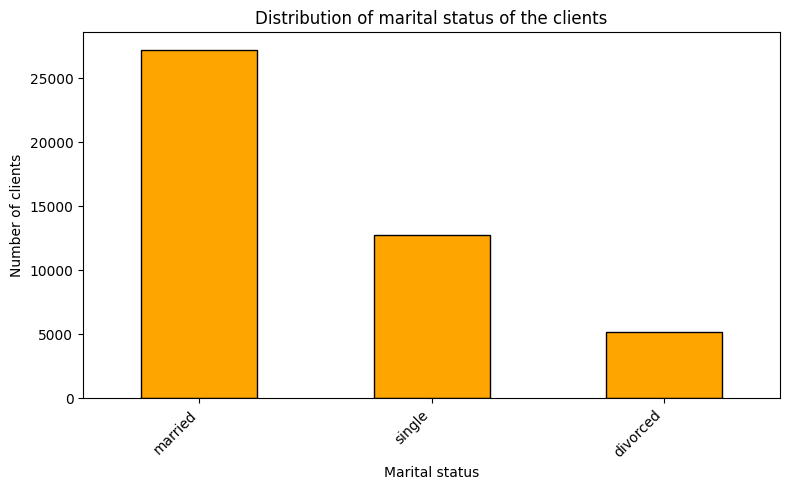 Distribution of marital status of the clients
Number of clients
25000
20000
15000
10000
5000
0
married
single
divorced
Marital status